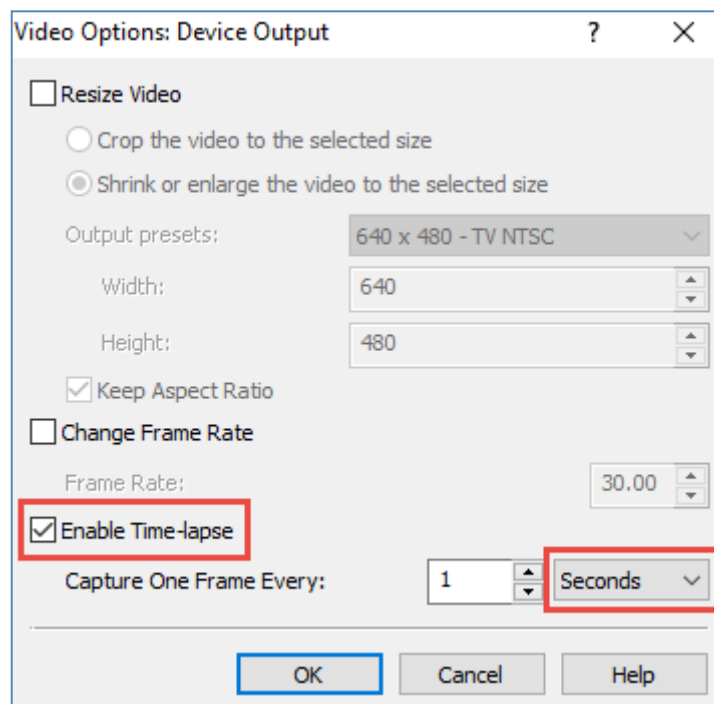 Video Options: Device Output ?
Resize Video
Crop the video to the selected size
Shrink or enlarge the video to the selected size
Output presets: 640 x 480 - TV NTSC
Width: 640
Height: 480
Keep Aspect Ratio
Change Frame Rate
Frame Rate: 30.00
Enable Time-lapse
Capture One Frame Every: 1 Seconds
OK Cancel Help